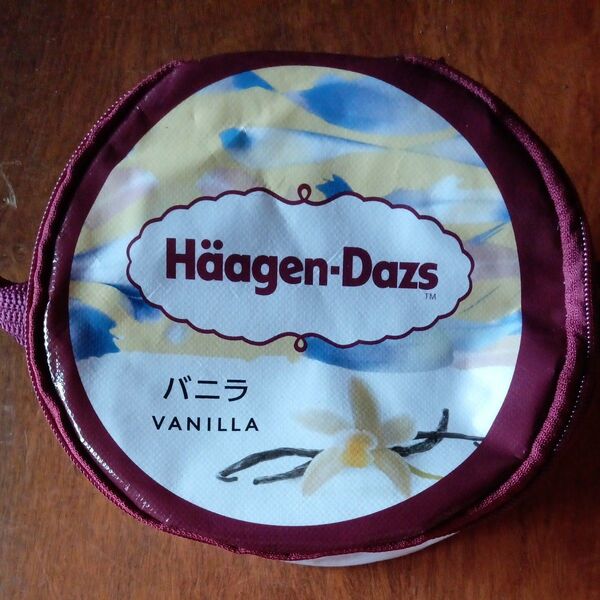 Häagen-Dazs
TM
バニラ
VANILLA